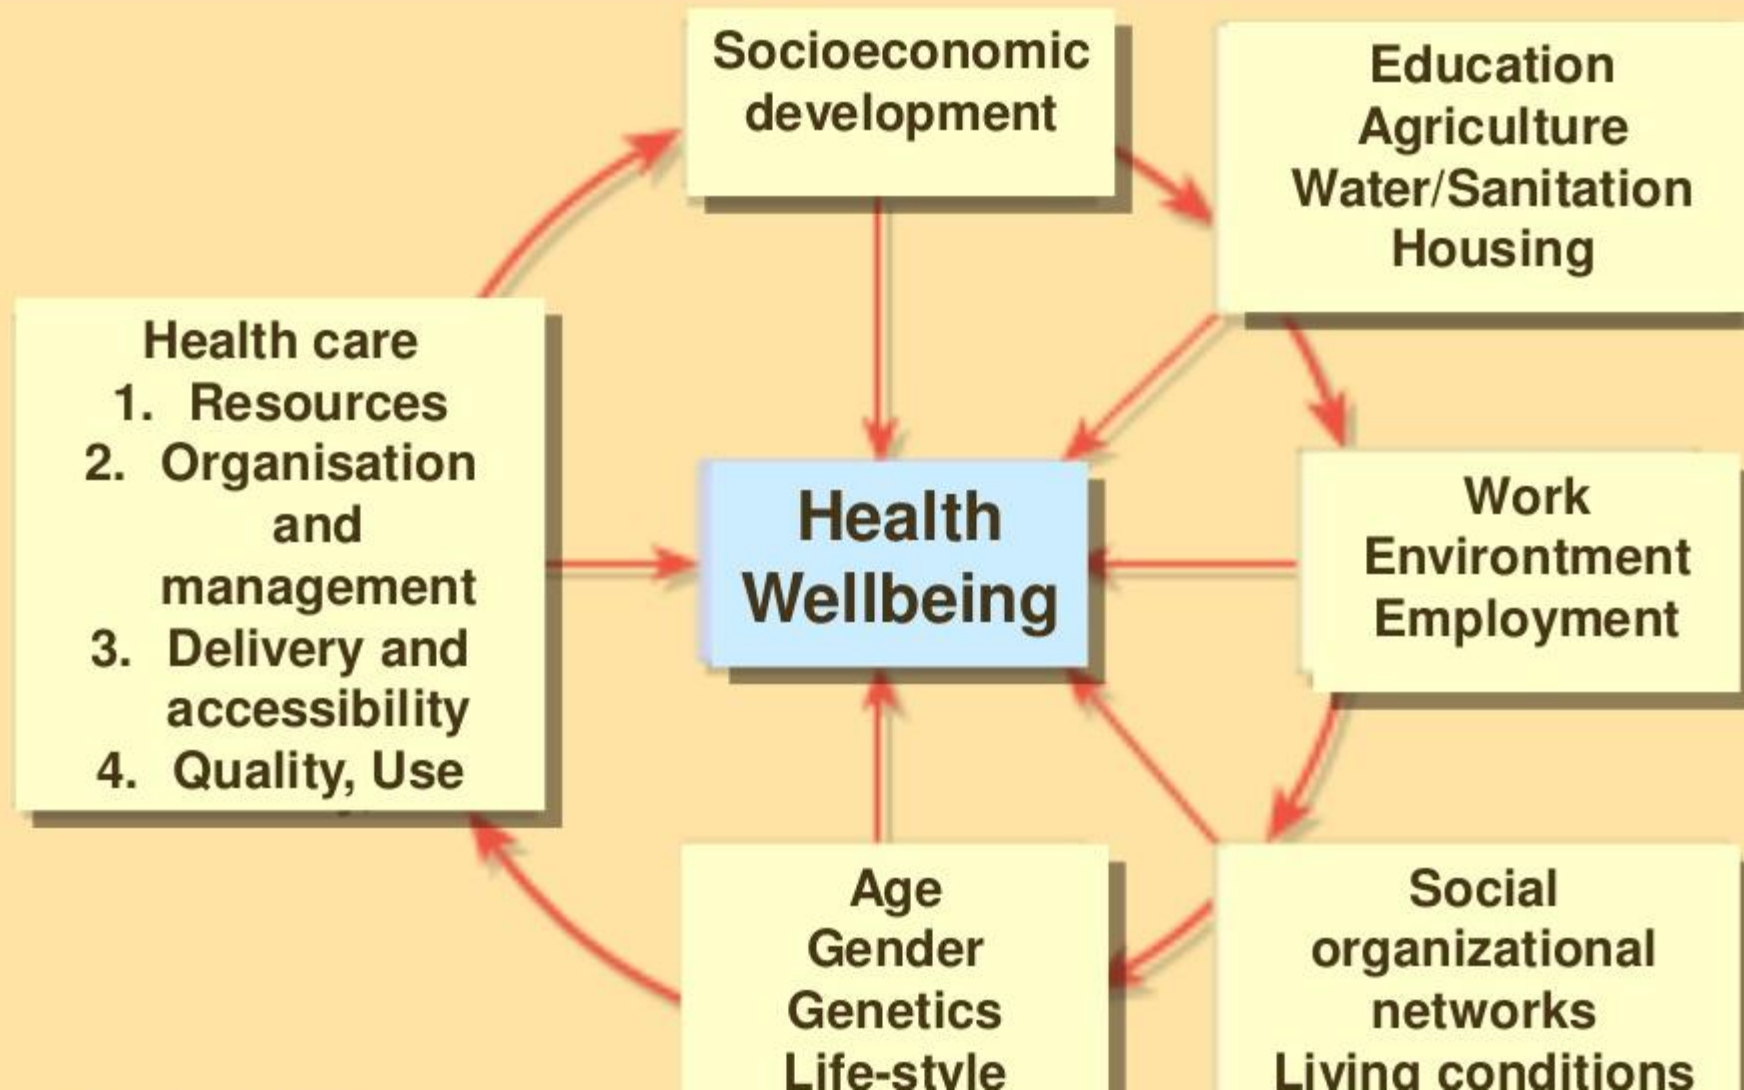 Socioeconomic
development
Education
Agriculture
Water/Sanitation
Housing
Health care
1. Resources
2. Organisation
and
management
3. Delivery and
accessibility
4. Quality, Use
Health
Wellbeing
Work
Environtment
Employment
Age
Gender
Genetics
Life-style
Social
organizational
networks
Living conditions